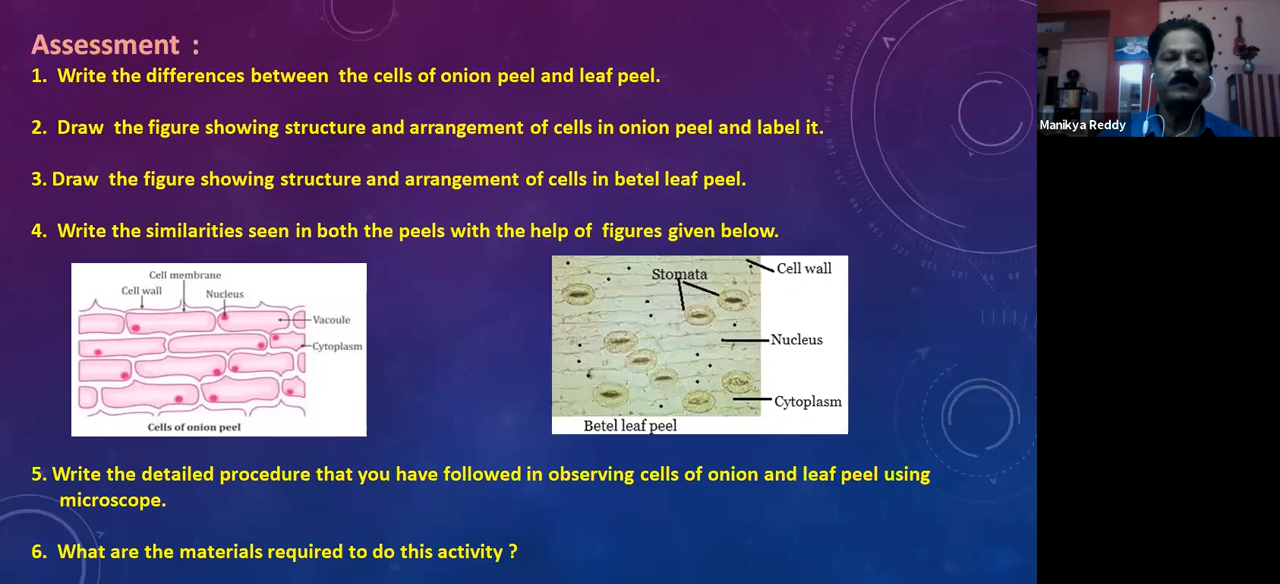 Assessment :
1. Write the differences between the cells of onion peel and leaf peel.
2. Draw the figure showing structure and arrangement of cells in onion peel and label it.
3. Draw the figure showing structure and arrangement of cells in betel leaf peel.
4. Write the similarities seen in both the peels with the help of figures given below.
Cell membrane
Cell wall
Nucleus
Vacoule
Cytoplasm
Cells of onion peel
Stomata
Cell wall
Nucleus
Cytoplasm
Betel leaf peel
5. Write the detailed procedure that you have followed in observing cells of onion and leaf peel using
microscope.
6. What are the materials required to do this activity ?
Manikya Reddy